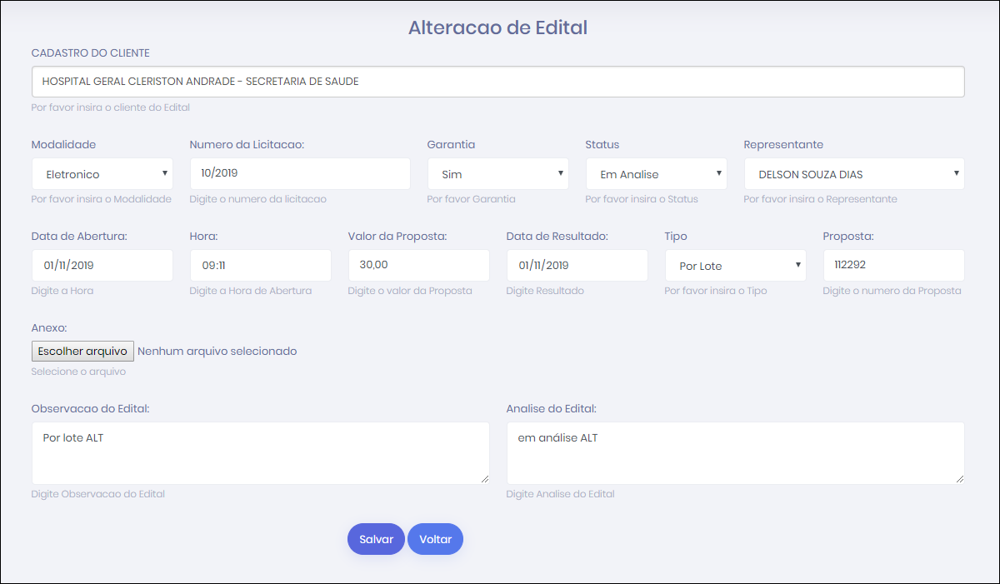 Alteracao de Edital
CADASTRO DO CLIENTE
HOSPITAL GERAL CLERISTON ANDRADE - SECRETARIA DE SAUDE
Por favor insira o cliente do Edital
Modalidade Numero da Licitacao: Garantia Status Representante
Eletronico 10/2019 Sim Em Analise DELSON SOUZA DIAS
Por favor insira o Modalidade Digite o numero da licitacao Por favor Garantia Por favor insira o Status Por favor insira o Representante
Data de Abertura: Hora: Valor da Proposta: Data de Resultado: Tipo Proposta:
01/11/2019 09:11 30,00 01/11/2019 Por Lote 112292
Digite a Hora Digite a Hora de Abertura Digite o valor da Proposta Digite Resultado Por favor insira o Tipo Digite o numero da Proposta
Anexo:
Escolher arquivo Nenhum arquivo selecionado
Selecione o arquivo
Observacao do Edital: Analise do Edital:
Por lote ALT em análise ALT
Digite Observacao do Edital Digite Analise do Edital
Salvar Voltar